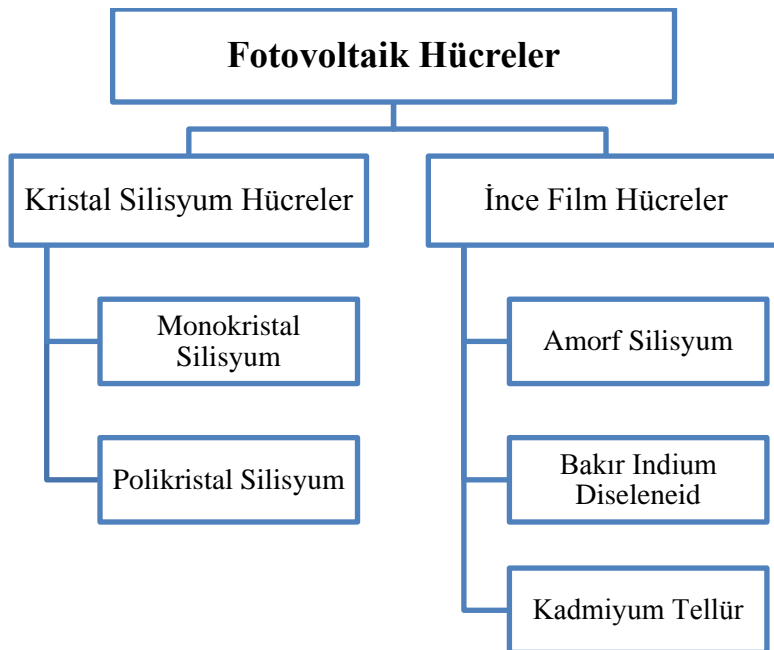 Fotovoltaik Hücreler
Kristal Silisyum Hücreler
Monokristal
Silisyum
Polikristal Silisyum
İnce Film Hücreler
Amorf Silisyum
Bakır Indium
Diseleneid
Kadmiyum Tellür